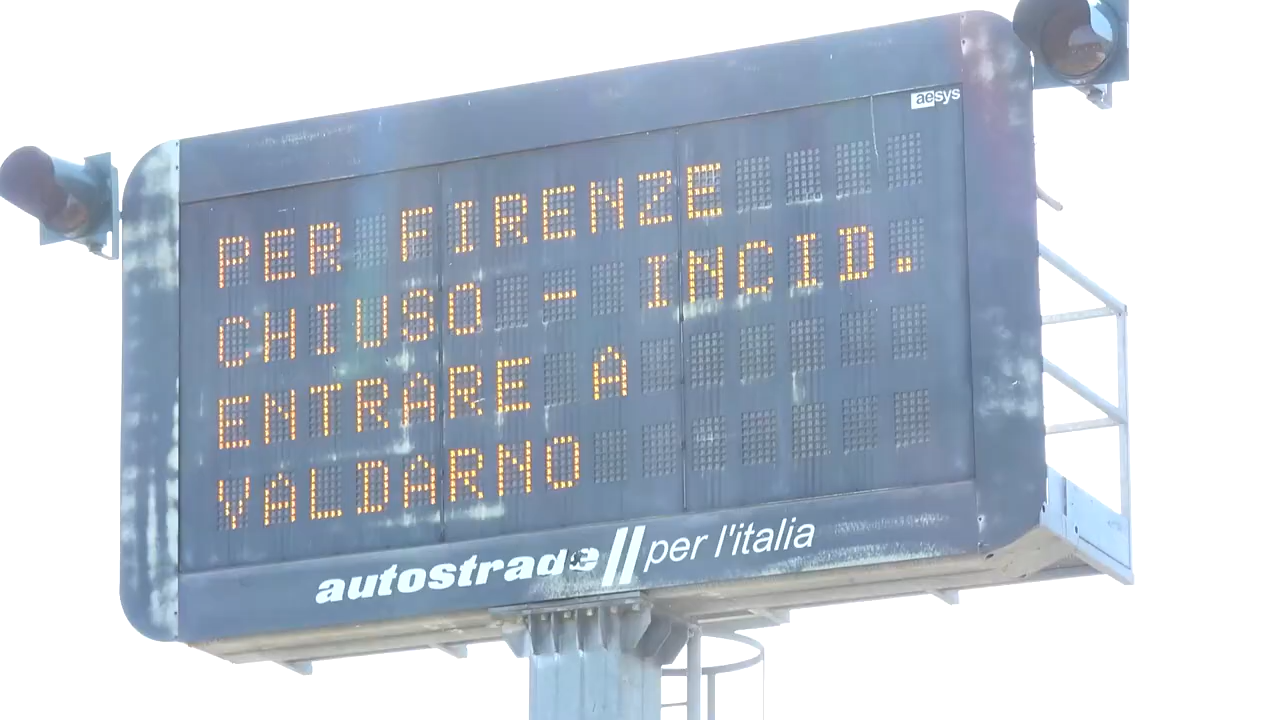 aesys
PER FIRENZE
CHIUSO - INCID.
ENTRARE A
VALDARNO
autostrade // per l'italia